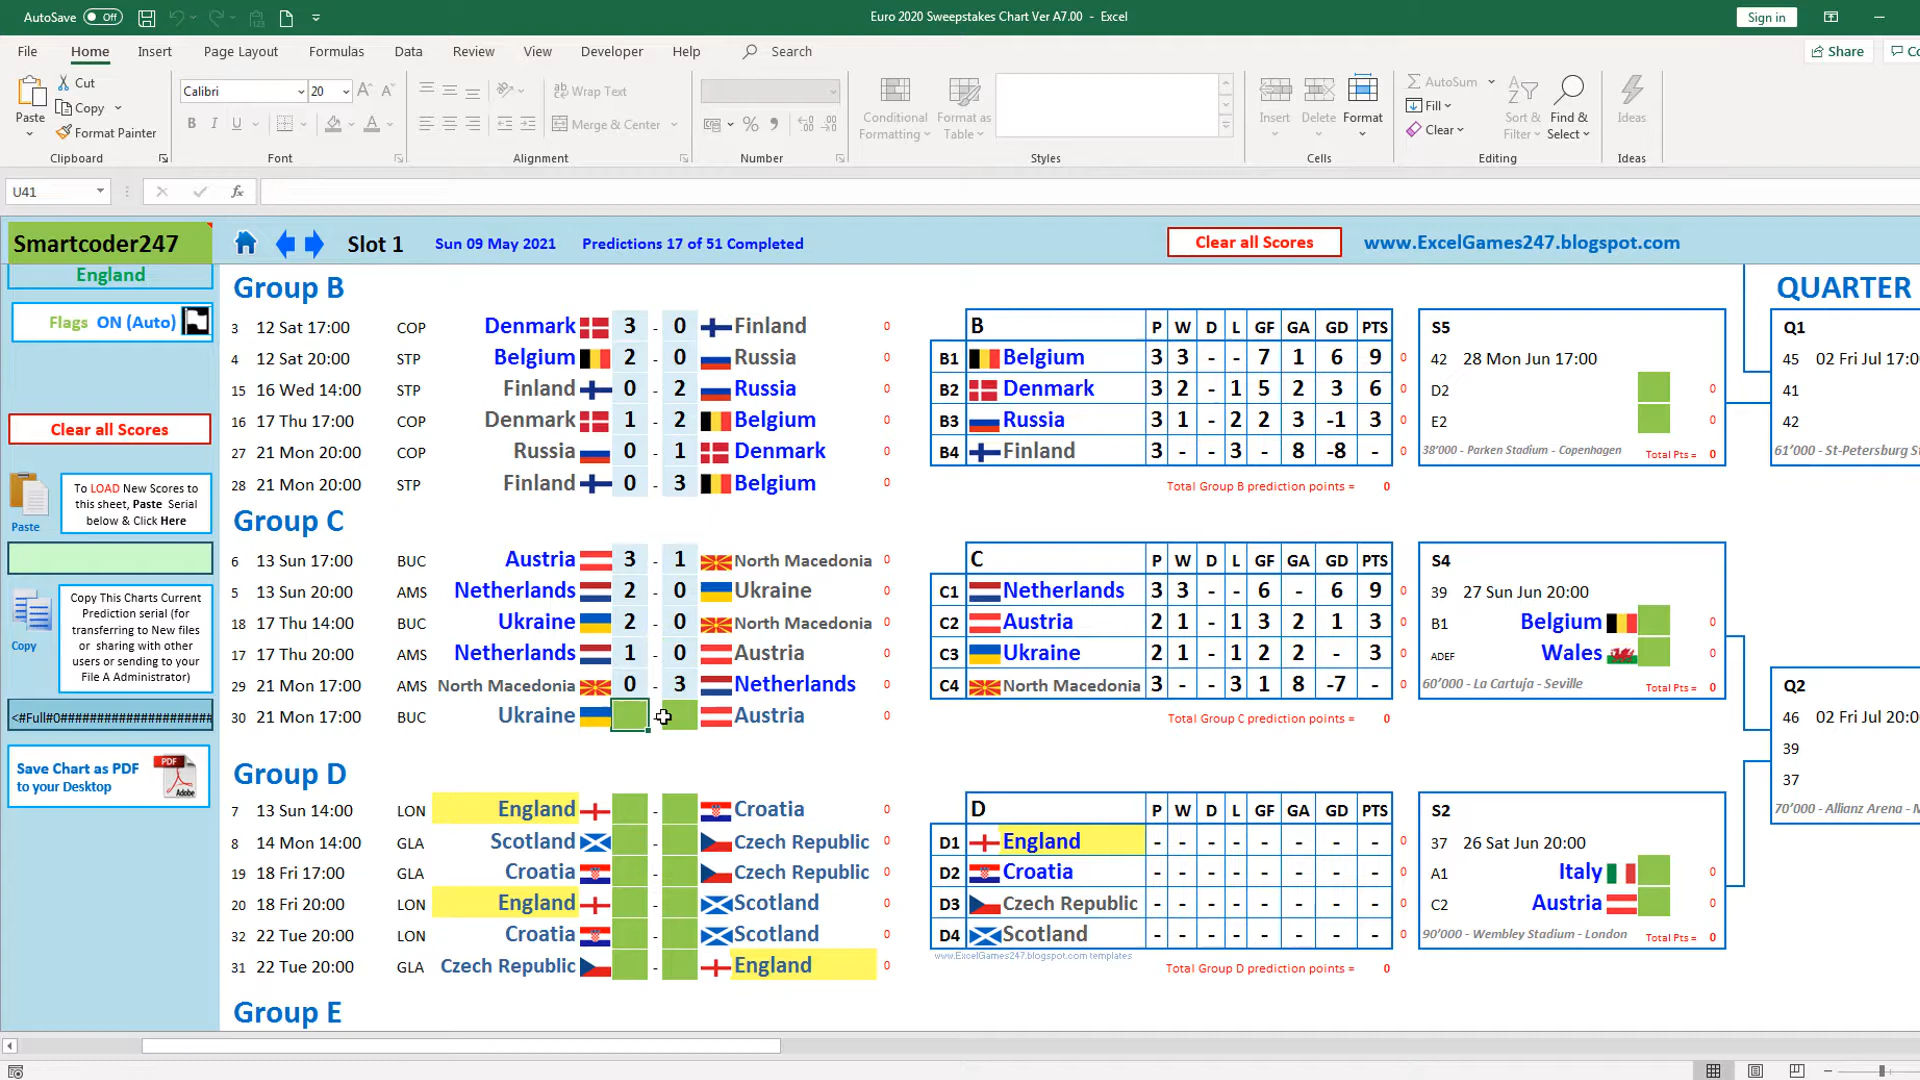 AutoSave Off
Euro 2020 Sweepstakes Chart Ver A7.00 - Excel
Sign in
File Home Insert Page Layout Formulas Data Review View Developer Help Search
Share
Paste
Cut
Copy
Format Painter
Clipboard
Calibri 20
B I U
Font
Wrap Text
Merge & Center
Alignment
Number
Conditional Formatting
Format as Table
Styles
Insert Delete Format
Cells
AutoSum
Fill
Clear
Sort & Filter
Find & Select
Editing
Ideas
Ideas
U41
fx
Smartcoder247
England
Flags ON (Auto)
Clear all Scores
Paste
To LOAD New Scores to this sheet, Paste Serial below & Click Here
Copy
Copy This Charts Current Prediction serial (for transferring to New files or sharing with other users or sending to your File A Administrator)
<#Full#0####################
Save Chart as PDF to your Desktop
PDF
Adobe
Slot 1
Sun 09 May 2021
Predictions 17 of 51 Completed
Clear all Scores
www.ExcelGames247.blogspot.com
Group B
3 12 Sat 17:00 COP Denmark 3 - 0 Finland 0
4 12 Sat 20:00 STP Belgium 2 - 0 Russia 0
15 16 Wed 14:00 STP Finland 0 - 2 Russia 0
16 17 Thu 17:00 COP Denmark 1 - 2 Belgium 0
27 21 Mon 20:00 COP Russia 0 - 1 Denmark 0
28 21 Mon 20:00 STP Finland 0 - 3 Belgium 0
B P W D L GF GA GD PTS
B1 Belgium 3 3 - - 7 1 6 9 0
B2 Denmark 3 2 - 1 5 2 3 6 0
B3 Russia 3 1 - 2 2 3 -1 3 0
B4 Finland 3 - - 3 - 8 -8 - 0
Total Group B prediction points = 0
S5
42 28 Mon Jun 17:00
D2 0
E2 0
38'000 - Parken Stadium - Copenhagen Total Pts = 0
QUARTER
Q1
45 02 Fri Jul 17:00
41
42
61'000 - St-Petersburg
Group C
6 13 Sun 17:00 BUC Austria 3 - 1 North Macedonia 0
5 13 Sun 20:00 AMS Netherlands 2 - 0 Ukraine 0
18 17 Thu 14:00 BUC Ukraine 2 - 0 North Macedonia 0
17 17 Thu 20:00 AMS Netherlands 1 - 0 Austria 0
29 21 Mon 17:00 AMS North Macedonia 0 - 3 Netherlands 0
30 21 Mon 17:00 BUC Ukraine - Austria 0
C P W D L GF GA GD PTS
C1 Netherlands 3 3 - - 6 - 6 9 0
C2 Austria 2 1 - 1 3 2 1 3 0
C3 Ukraine 2 1 - 1 2 2 - 3 0
C4 North Macedonia 3 - - 3 1 8 -7 - 0
Total Group C prediction points = 0
S4
39 27 Sun Jun 20:00
B1 Belgium 0
ADEF Wales 0
60'000 - La Cartuja - Seville Total Pts = 0
Q2
46 02 Fri Jul 20:00
39
37
70'000 - Allianz Arena -
Group D
7 13 Sun 14:00 LON England - Croatia 0
8 14 Mon 14:00 GLA Scotland - Czech Republic 0
19 18 Fri 17:00 GLA Croatia - Czech Republic 0
20 18 Fri 20:00 LON England - Scotland 0
32 22 Tue 20:00 LON Croatia - Scotland 0
31 22 Tue 20:00 GLA Czech Republic - England 0
D P W D L GF GA GD PTS
D1 England - - - - - - - - 0
D2 Croatia - - - - - - - - 0
D3 Czech Republic - - - - - - - - 0
D4 Scotland - - - - - - - - 0
www.ExcelGames247.blogspot.com templates
Total Group D prediction points = 0
S2
37 26 Sat Jun 20:00
A1 Italy 0
C2 Austria 0
90'000 - Wembley Stadium - London Total Pts = 0
Group E